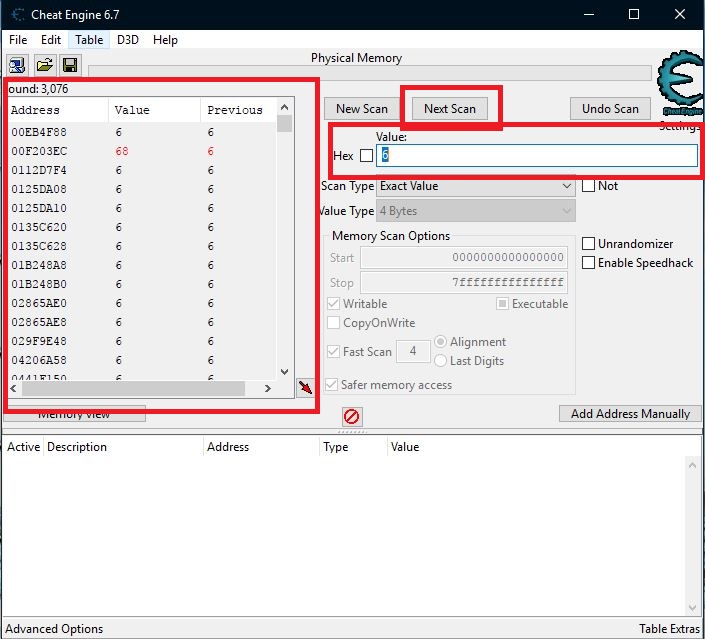 Cheat Engine 6.7
File Edit Table D3D Help
Physical Memory
ound: 3,076
Address Value Previous
00EB4F88 6 6
00F203EC 68 6
0112D7F4 6 6
0125DA08 6 6
0125DA10 6 6
0135C620 6 6
0135C628 6 6
01B248A8 6 6
01B248B0 6 6
02865AE0 6 6
02865AE8 6 6
029F9E48 6 6
04206A58 6 6
0441F150 6 6
New Scan Next Scan Undo Scan
Cheat Engine
Settings
Value:
Hex 6
Scan Type Exact Value Not
Value Type 4 Bytes
Memory Scan Options
Start 0000000000000000
Stop 7fffffffffffffff
Writable Executable
CopyOnWrite
Fast Scan 4 Alignment
Last Digits
Safer memory access
Unrandomizer
Enable Speedhack
Memory view Add Address Manually
Active Description Address Type Value
Advanced Options Table Extras